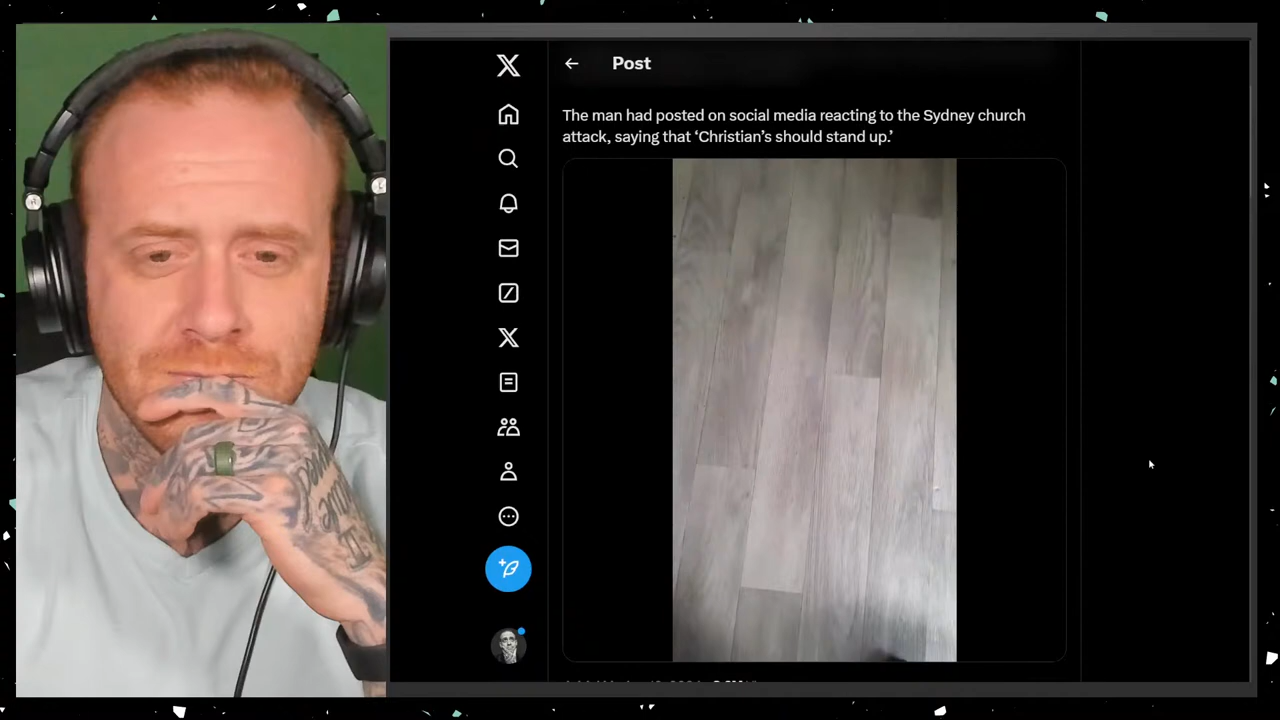 Post
The man had posted on social media reacting to the Sydney church
attack, saying that ‘Christian’s should stand up.’